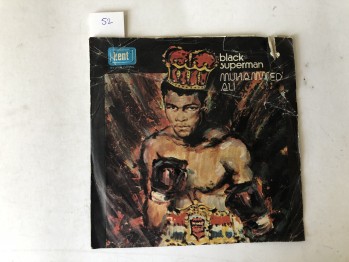 52
kent
black
superman
MUHAMMED
ALI